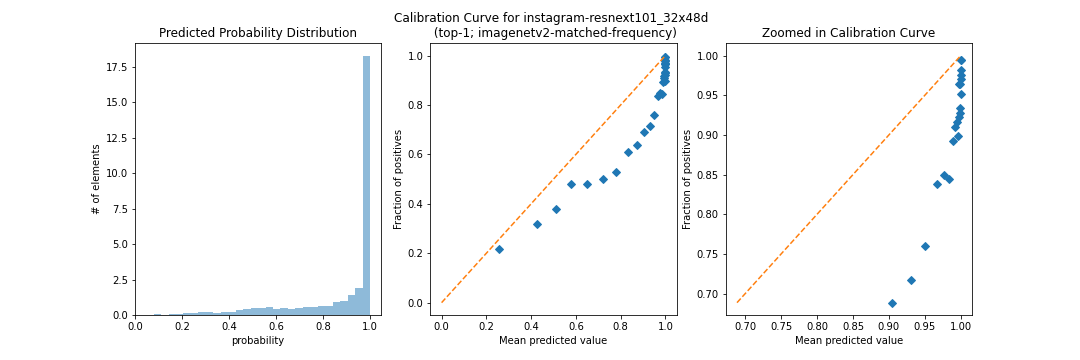 Predicted Probability Distribution
# of elements
17.5
15.0
12.5
10.0
7.5
5.0
2.5
0.0
0.0 0.2 0.4 0.6 0.8 1.0
probability
Calibration Curve for instagram-resnext101_32x48d
(top-1; imagenetv2-matched-frequency)
Fraction of positives
1.0
0.8
0.6
0.4
0.2
0.0
0.0 0.2 0.4 0.6 0.8 1.0
Mean predicted value
Zoomed in Calibration Curve
Fraction of positives
1.00
0.95
0.90
0.85
0.80
0.75
0.70
0.70 0.75 0.80 0.85 0.90 0.95 1.00
Mean predicted value